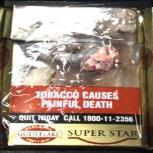 TOBACCO CAUSES
PAINFUL DEATH
QUIT TODAY CALL 1800-11-2356
GOLD FLAKE
SUPER STAR